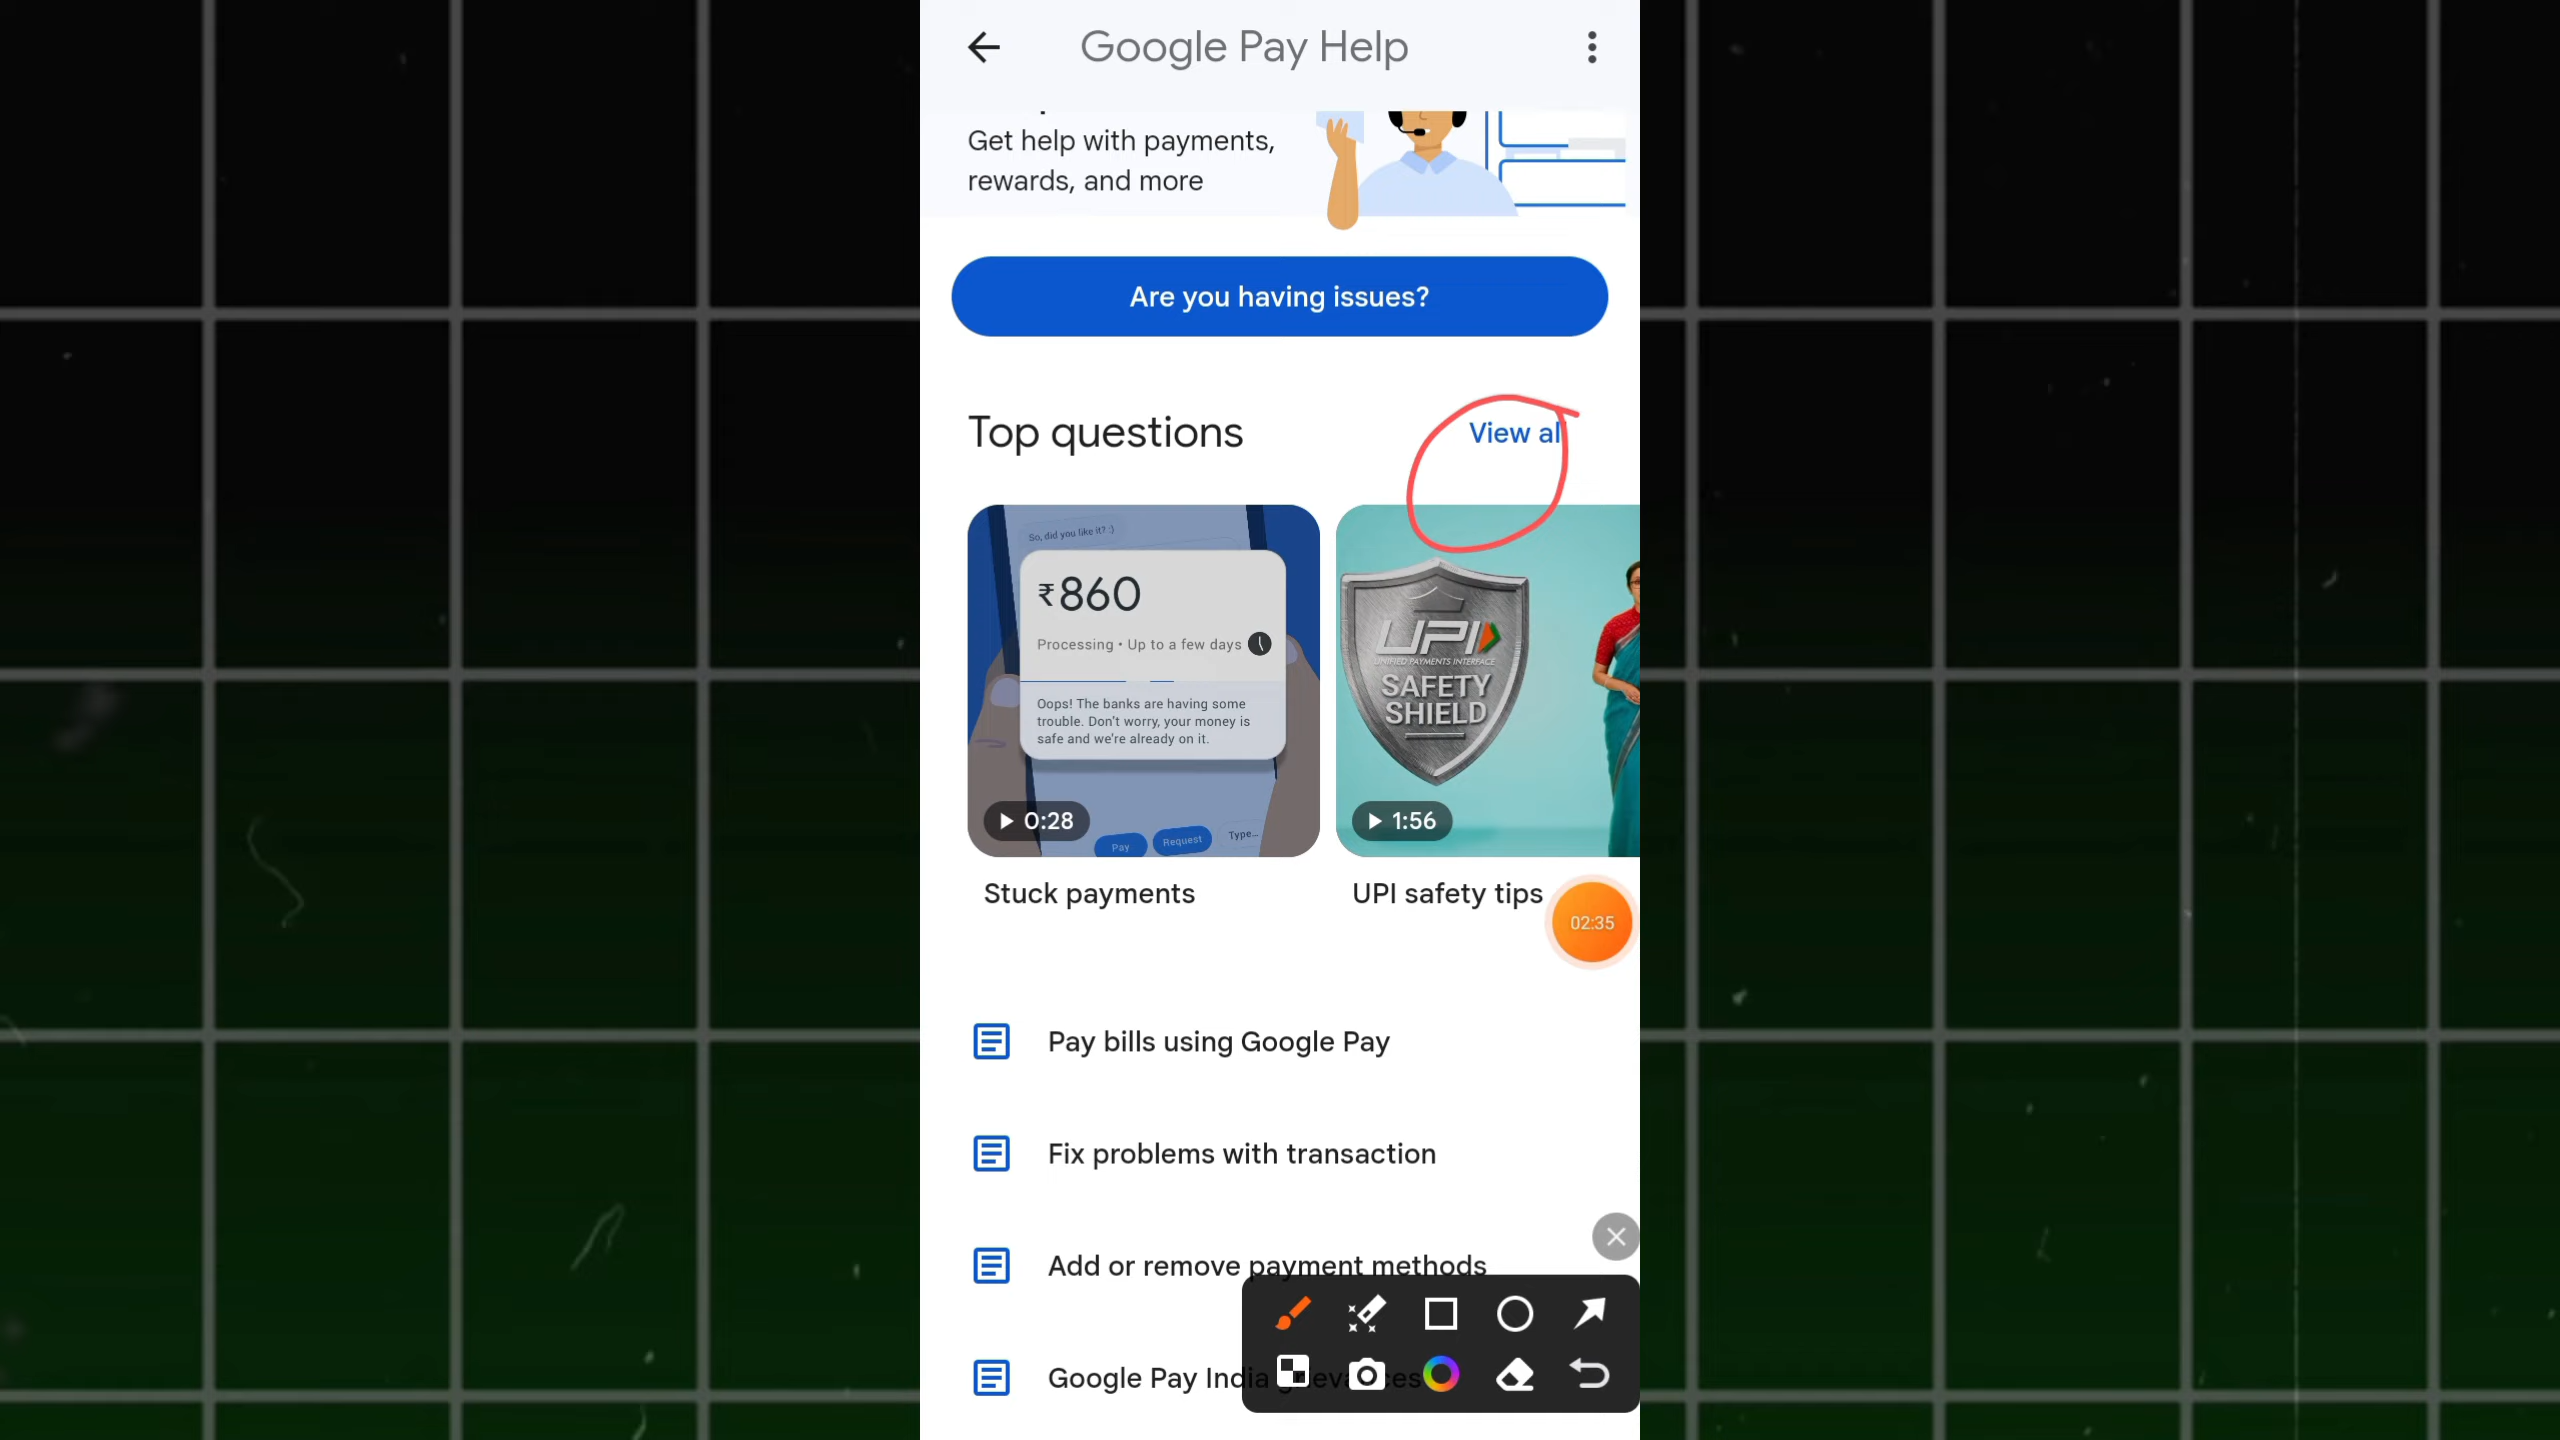 Google Pay Help
Get help with payments,
rewards, and more
Are you having issues?
Top questions
View al
So, did you like it? :)
₹860
Processing • Up to a few days
Oops! The banks are having some
trouble. Don't worry, your money is
safe and we're already on it.
Pay
Request
Type...
0:28
UPI
UNIFIED PAYMENTS INTERFACE
SAFETY
SHIELD
1:56
Stuck payments
UPI safety tips
02:35
Pay bills using Google Pay
Fix problems with transaction
Add or remove payment methods
Google Pay India